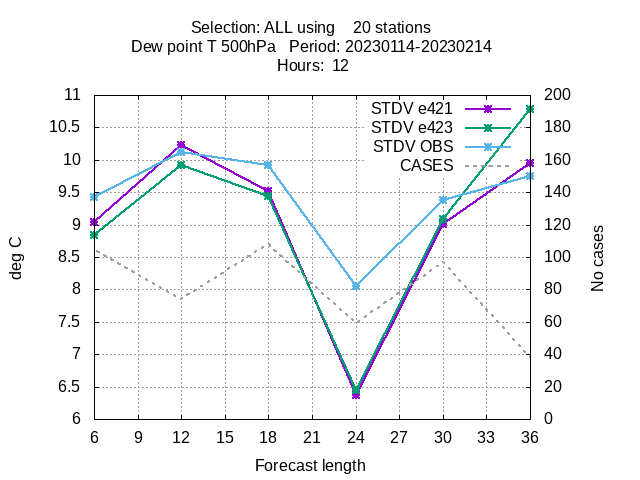 Selection: ALL using    20 stations
Dew point T 500hPa   Period: 20230114-20230214
Hours:  12
STDV e421
STDV e423
STDV OBS
CASES
11
10.5
10
9.5
9
8.5
8
7.5
7
6.5
6
200
180
160
140
120
100
80
60
40
20
0
deg C
No cases
6 9 12 15 18 21 24 27 30 33 36
Forecast length